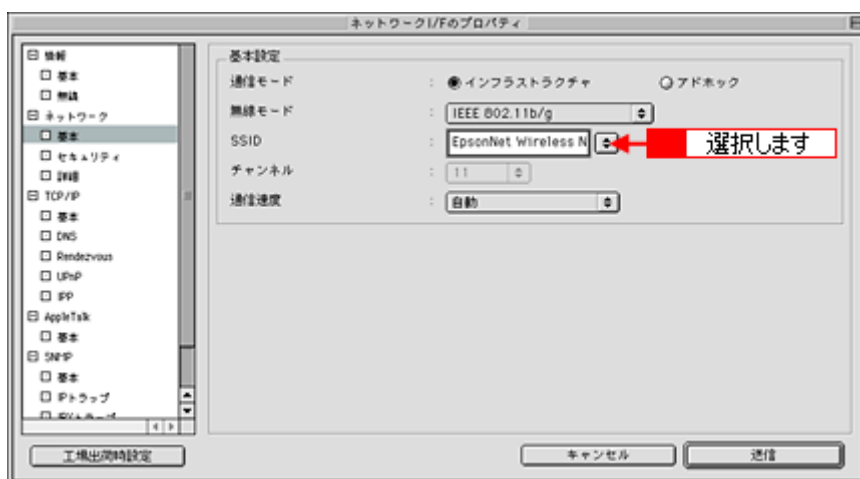 ネットワークI/Fのプロパティ
情報
基本
無線
ネットワーク
基本
セキュリティ
詳細
TCP/IP
基本
DNS
Rendezvous
UPnP
IPP
AppleTalk
基本
SNMP
基本
IPトラップ
基本設定
通信モード : インフラストラクチャ アドホック
無線モード : IEEE 802.11b/g
SSID : EpsonNet Wireless N 選択します
チャンネル : 11
通信速度 : 自動
工場出荷時設定
キャンセル 送信